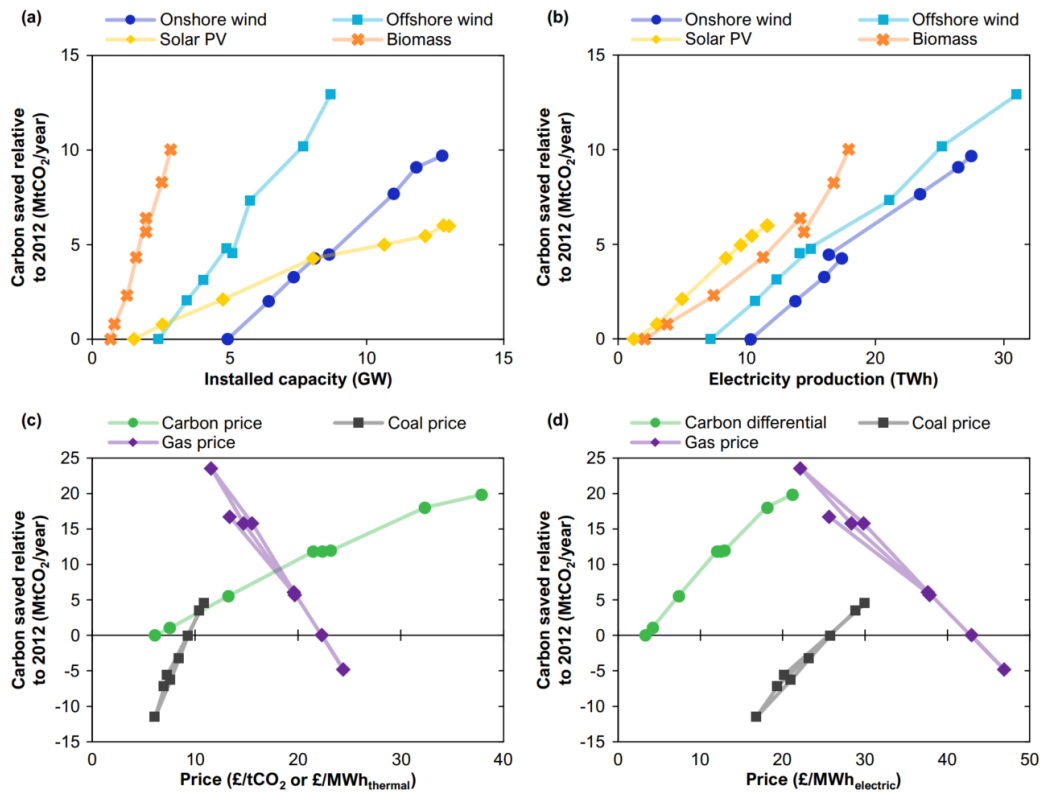 (a)
Onshore wind
Offshore wind
Solar PV
Biomass
Carbon saved relative
to 2012 (MtCO₂/year)
15
10
5
0
0
5
10
15
Installed capacity (GW)
(b)
Onshore wind
Offshore wind
Solar PV
Biomass
Carbon saved relative
to 2012 (MtCO₂/year)
15
10
5
0
0
10
20
30
Electricity production (TWh)
(c)
Carbon price
Coal price
Gas price
Carbon saved relative
to 2012 (MtCO₂/year)
25
20
15
10
5
0
-5
-10
-15
0
10
20
30
40
Price (£/tCO₂ or £/MWhthermal)
(d)
Carbon differential
Coal price
Gas price
Carbon saved relative
to 2012 (MtCO₂/year)
25
20
15
10
5
0
-5
-10
-15
0
10
20
30
40
50
Price (£/MWhelectric)